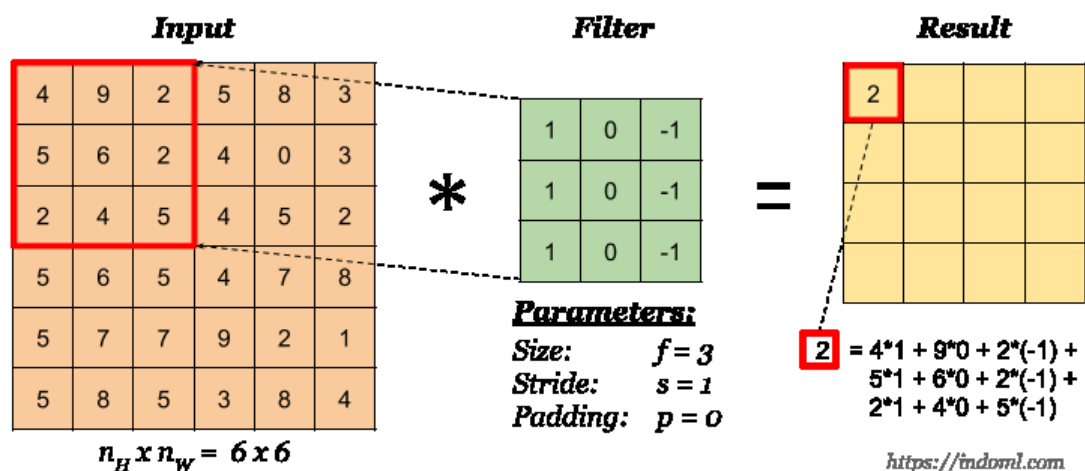 Input Filter Result
4 9 2 5 8 3
5 6 2 4 0 3
2 4 5 4 5 2
5 6 5 4 7 8
5 7 7 9 2 1
5 8 5 3 8 4
n_H x n_W = 6 x 6
*
1 0 -1
1 0 -1
1 0 -1
Parameters:
Size: f = 3
Stride: s = 1
Padding: p = 0
=
2
2 = 4*1 + 9*0 + 2*(-1) +
5*1 + 6*0 + 2*(-1) +
2*1 + 4*0 + 5*(-1)
https://indoml.com